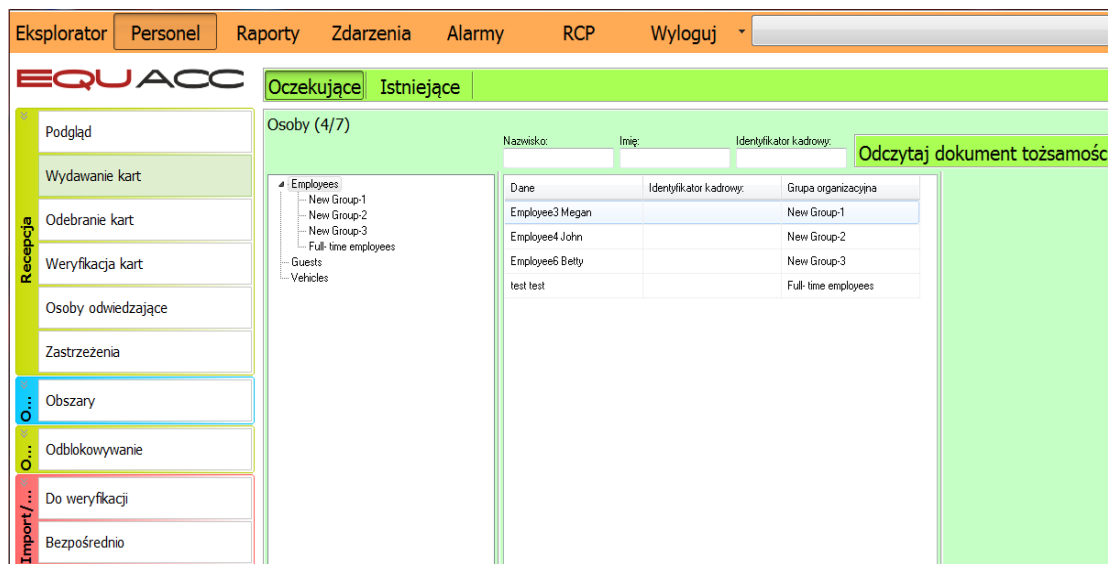 Eksplorator Personel Raporty Zdarzenia Alarmy RCP Wyloguj
EQUACC
Oczekujące Istniejące
Recepcja
Podgląd
Wydawanie kart
Odebranie kart
Weryfikacja kart
Osoby odwiedzające
Zastrzeżenia
O...
Obszary
O...
Odblokowywanie
Import/...
Do weryfikacji
Bezpośrednio
Osoby (4/7)
Nazwisko: Imię: Identyfikator kadrowy:
Odczytaj dokument tożsamośc
Employees
New Group-1
New Group-2
New Group-3
Full- time employees
Guests
Vehicles
Dane Identyfikator kadrowy: Grupa organizacyjna
Employee3 Megan New Group-1
Employee4 John New Group-2
Employee6 Betty New Group-3
test test Full- time employees